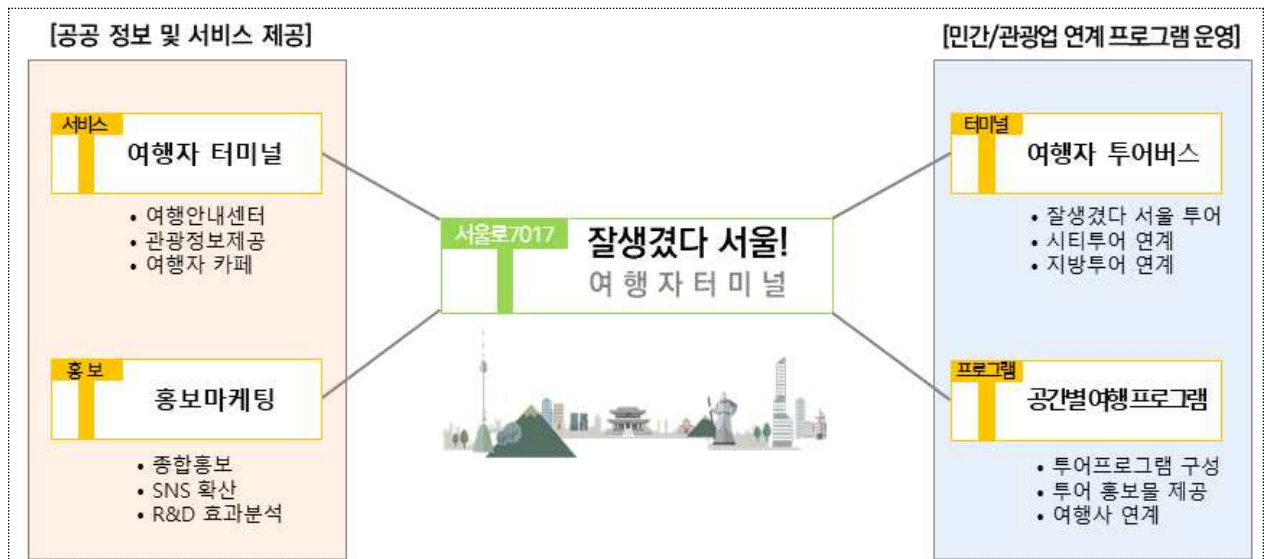 [공공 정보 및 서비스 제공]
서비스
여행자 터미널
• 여행안내센터
• 관광정보제공
• 여행자 카페
홍 보
홍보마케팅
• 종합홍보
• SNS 확산
• R&D 효과분석
서울로7017
잘생겼다 서울!
여행자터미널
[민간/관광업 연계 프로그램 운영]
터미널
여행자 투어버스
• 잘생겼다 서울 투어
• 시티투어 연계
• 지방투어 연계
프로그램
공간별 여행 프로그램
• 투어프로그램 구성
• 투어 홍보물 제공
• 여행사 연계